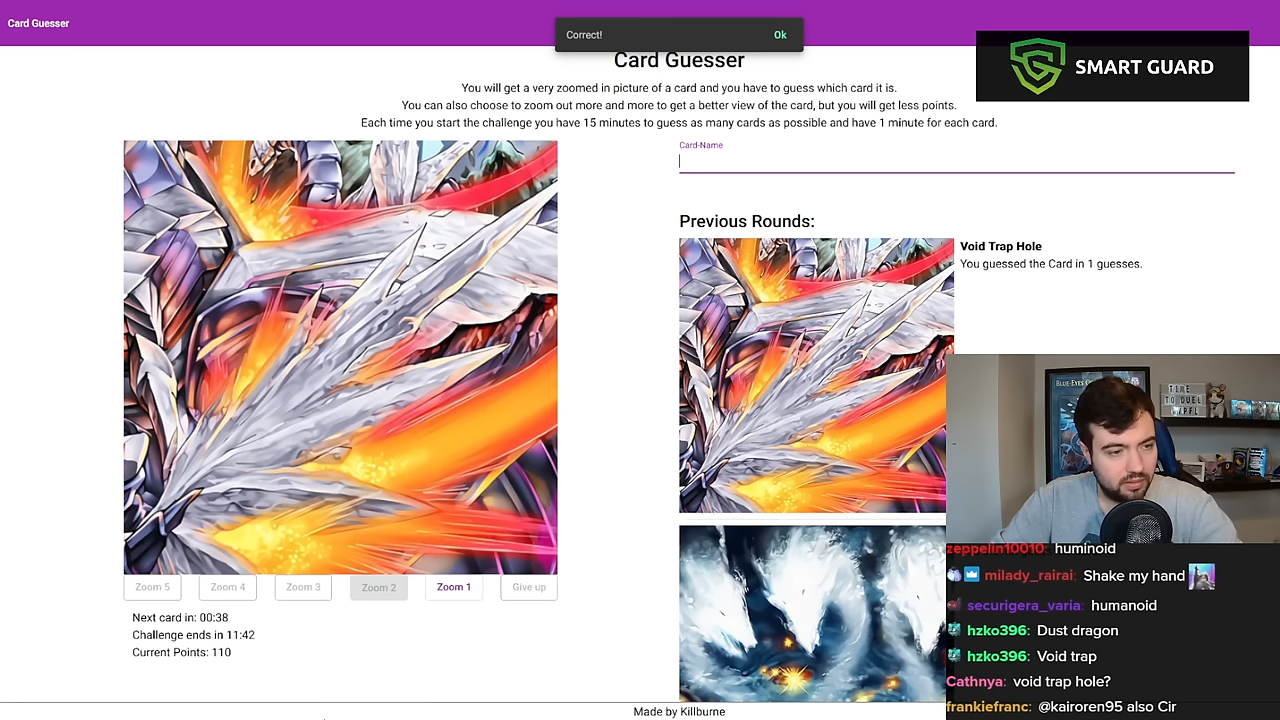 Card Guesser
Correct!
Ok
Card Guesser
SMART GUARD
You will get a very zoomed in picture of a card and you have to guess which card it is.
You can also choose to zoom out more and more to get a better view of the card, but you will get less points.
Each time you start the challenge you have 15 minutes to guess as many cards as possible and have 1 minute for each card.
Card-Name
Previous Rounds:
Void Trap Hole
You guessed the Card in 1 guesses.
Zoom 5
Zoom 4
Zoom 3
Zoom 2
Zoom 1
Give up
Next card in: 00:38
Challenge ends in 11:42
Current Points: 110
TIME
TO DUEL
zeppelin10010: huminoid
milady_rairai: Shake my hand
securigera_varia: humanoid
hzko396: Dust dragon
hzko396: Void trap
Cathnya: void trap hole?
frankiefranc: @kairoren95 also Cir
Made by Killburne